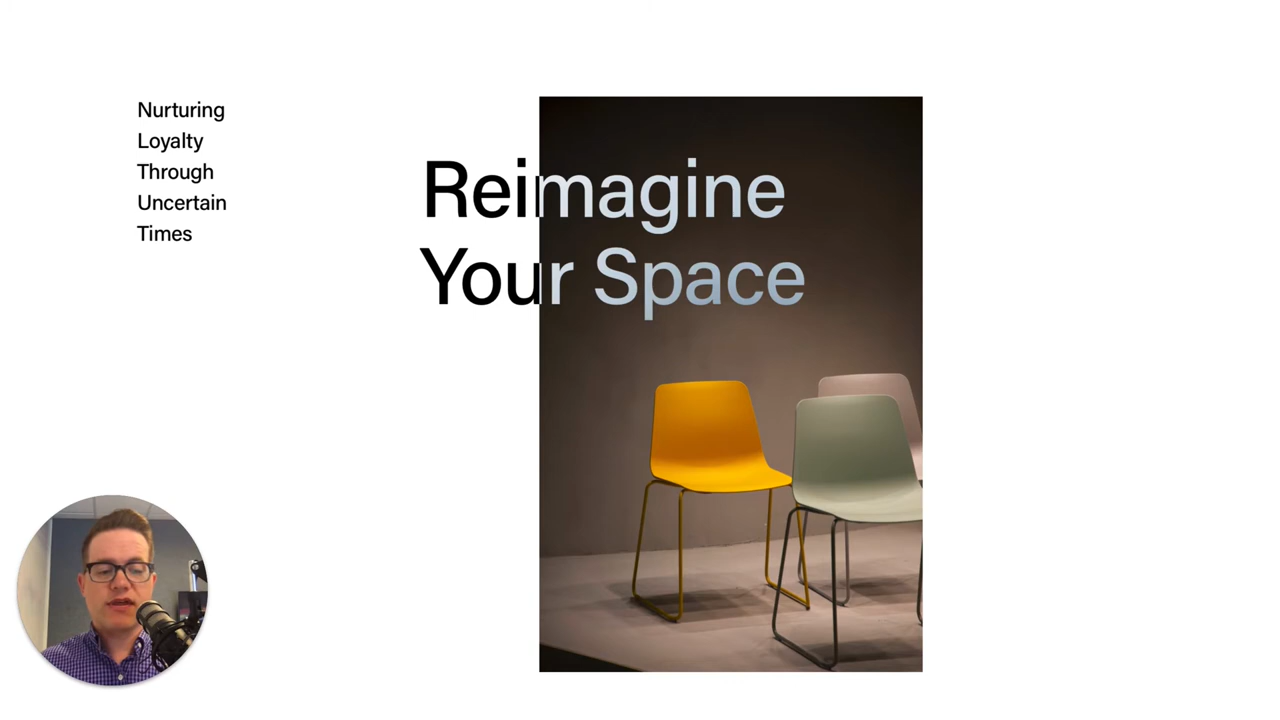 Nurturing
Loyalty
Through
Uncertain
Times
Reimagine
Your Space